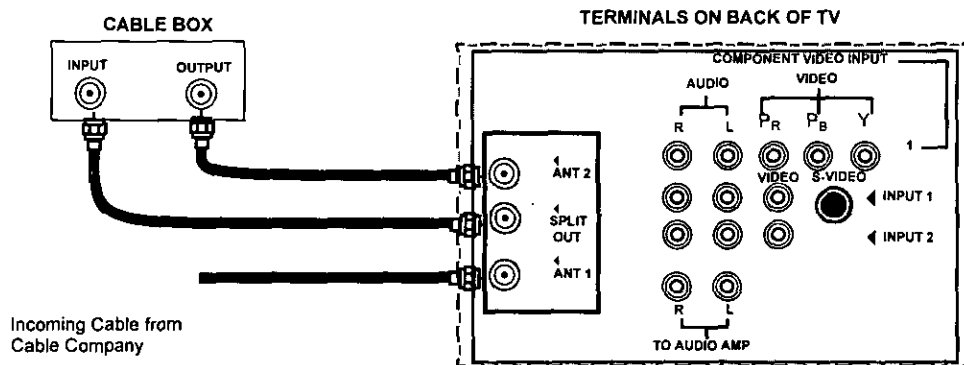 TERMINALS ON BACK OF TV
CABLE BOX
INPUT
OUTPUT
COMPONENT VIDEO INPUT
AUDIO
VIDEO
R
L
PR
PB
Y
1
ANT 2
VIDEO
S-VIDEO
INPUT 1
SPLIT
OUT
INPUT 2
ANT 1
R
L
TO AUDIO AMP
Incoming Cable from
Cable Company